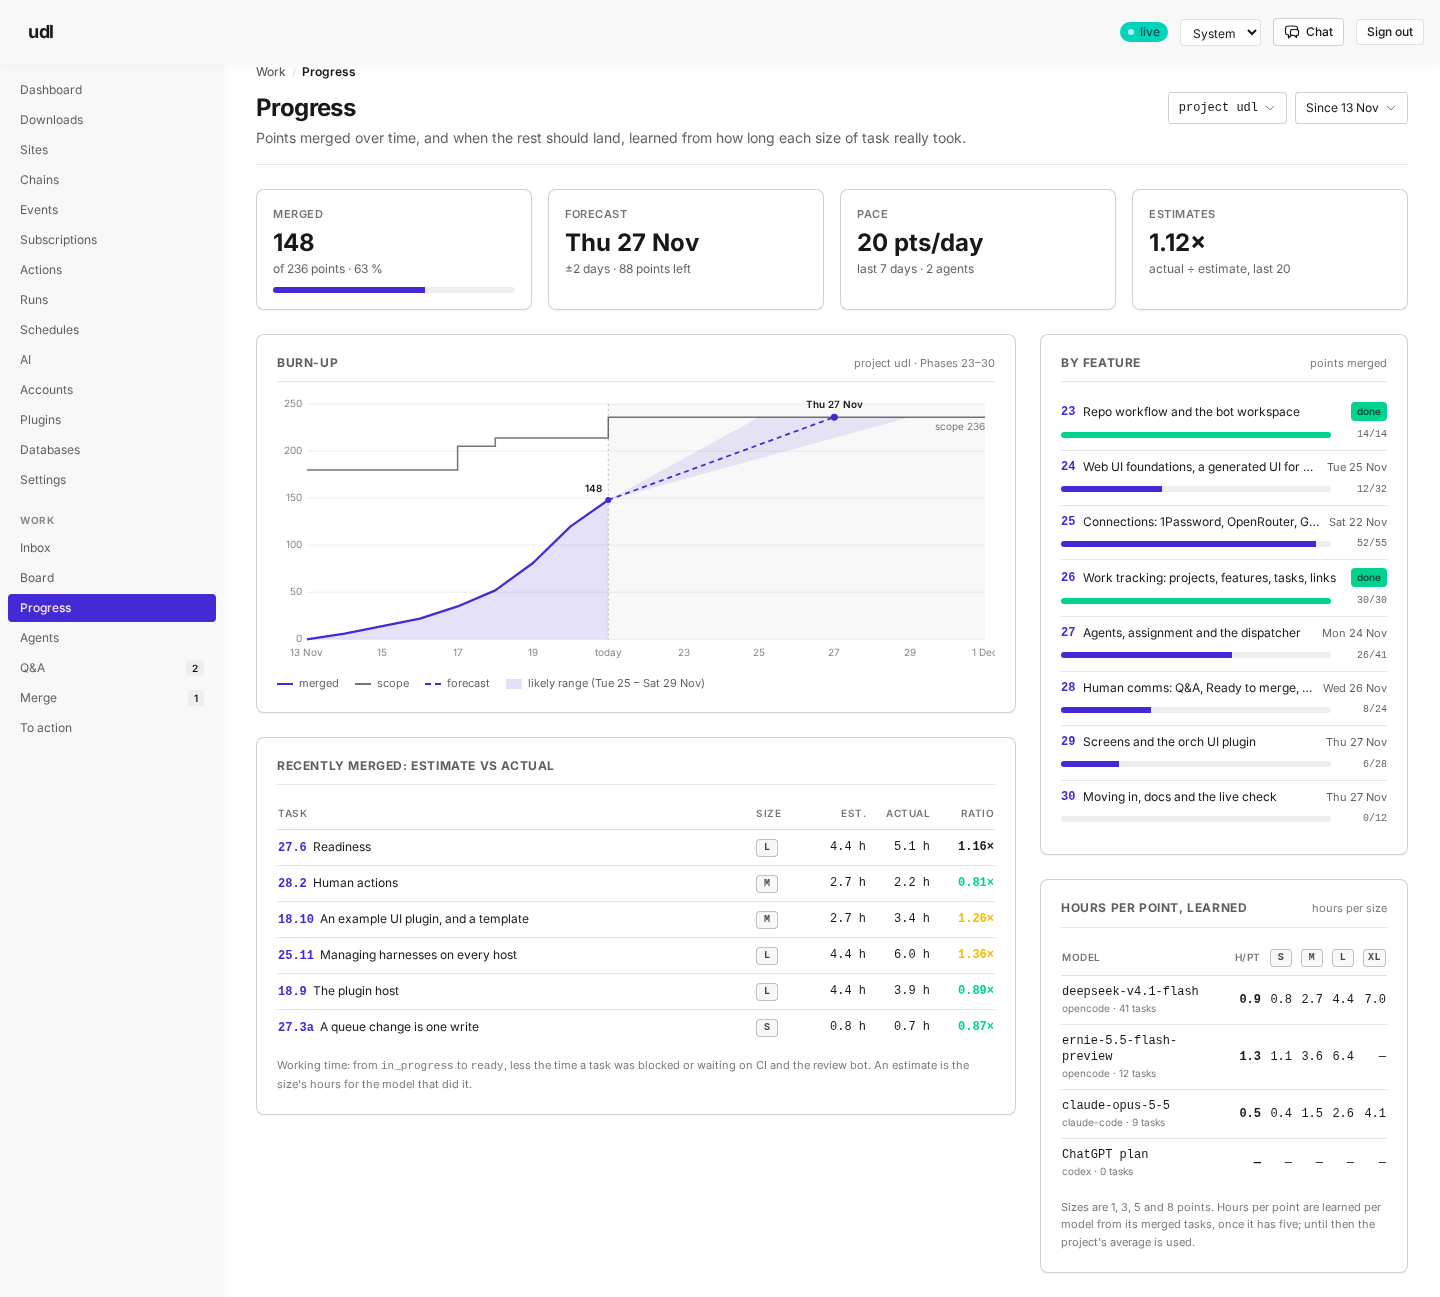 udl
live
System
Chat
Sign out
Dashboard
Downloads
Sites
Chains
Events
Subscriptions
Actions
Runs
Schedules
AI
Accounts
Plugins
Databases
Settings
WORK
Inbox
Board
Progress
Agents
Q&A 2
Merge 1
To action
Work / Progress
Progress
project udl
Since 13 Nov
Points merged over time, and when the rest should land, learned from how long each size of task really took.
MERGED
148
of 236 points · 63 %
FORECAST
Thu 27 Nov
±2 days · 88 points left
PACE
20 pts/day
last 7 days · 2 agents
ESTIMATES
1.12×
actual ÷ estimate, last 20
BURN-UP
project udl · Phases 23–30
250
200
150
100
50
0
Thu 27 Nov
scope 236
148
13 Nov 15 17 19 today 23 25 27 29 1 Dec
merged scope forecast likely range (Tue 25 – Sat 29 Nov)
RECENTLY MERGED: ESTIMATE VS ACTUAL
TASK SIZE EST. ACTUAL RATIO
27.6 Readiness L 4.4 h 5.1 h 1.16×
28.2 Human actions M 2.7 h 2.2 h 0.81×
18.10 An example UI plugin, and a template M 2.7 h 3.4 h 1.26×
25.11 Managing harnesses on every host L 4.4 h 6.0 h 1.36×
18.9 The plugin host L 4.4 h 3.9 h 0.89×
27.3a A queue change is one write S 0.8 h 0.7 h 0.87×
Working time: from in_progress to ready, less the time a task was blocked or waiting on CI and the review bot. An estimate is the
size's hours for the model that did it.
BY FEATURE
points merged
23 Repo workflow and the bot workspace done
14/14
24 Web UI foundations, a generated UI for ... Tue 25 Nov
12/32
25 Connections: 1Password, OpenRouter, G... Sat 22 Nov
52/55
26 Work tracking: projects, features, tasks, links done
30/30
27 Agents, assignment and the dispatcher Mon 24 Nov
26/41
28 Human comms: Q&A, Ready to merge, ... Wed 26 Nov
8/24
29 Screens and the orch UI plugin Thu 27 Nov
6/28
30 Moving in, docs and the live check Thu 27 Nov
0/12
HOURS PER POINT, LEARNED
hours per size
MODEL H/PT S M L XL
deepseek-v4.1-flash
opencode · 41 tasks
0.9 0.8 2.7 4.4 7.0
ernie-5.5-flash-
preview
opencode · 12 tasks
1.3 1.1 3.6 6.4 —
claude-opus-5-5
claude-code · 9 tasks
0.5 0.4 1.5 2.6 4.1
ChatGPT plan
codex · 0 tasks
— — — — —
Sizes are 1, 3, 5 and 8 points. Hours per point are learned per
model from its merged tasks, once it has five; until then the
project's average is used.